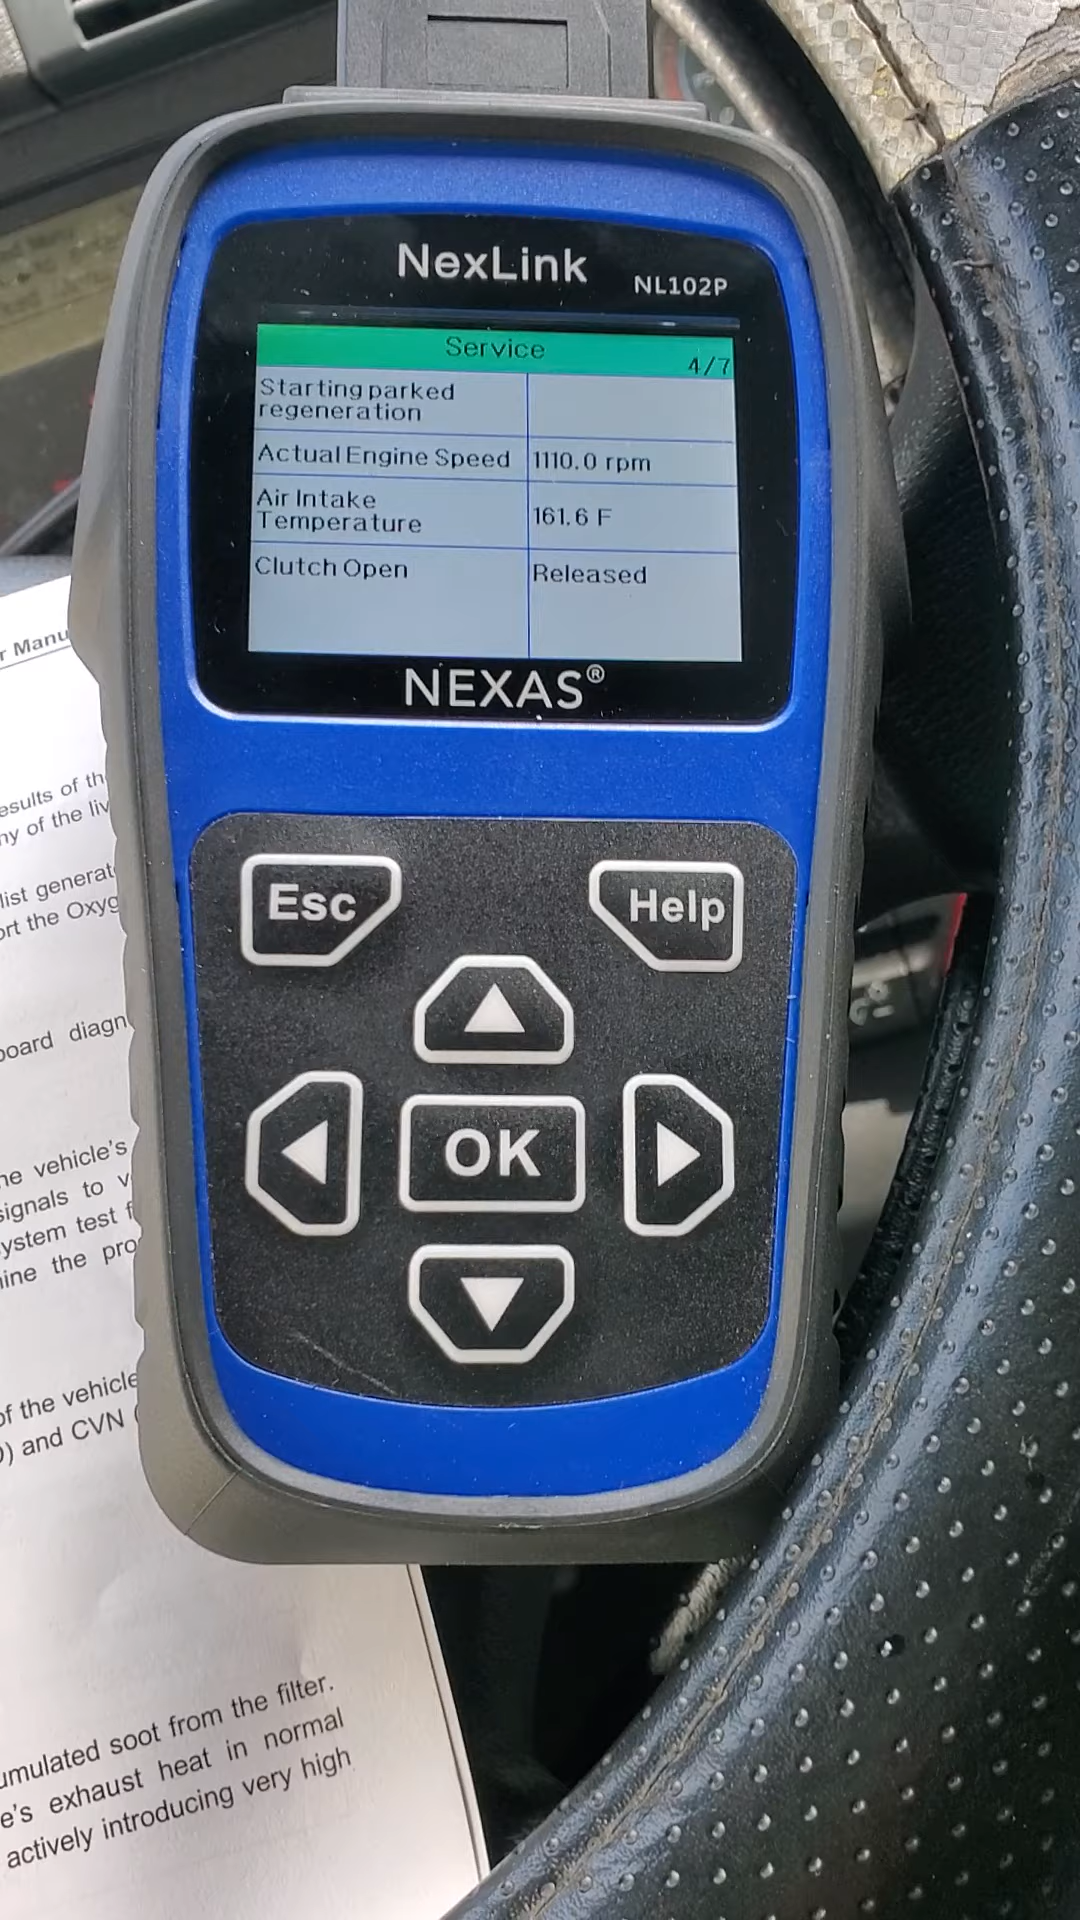 NexLink NL102P
Service 4/7
Starting parked
regeneration
Actual Engine Speed 1110.0 rpm
Air Intake
Temperature 161.6 F
Clutch Open Released
NEXAS®
Esc Help
OK
r Manu
esults of th
ny of the liv
list generat
ort the Oxyg
board diagn
he vehicle's
signals to v
ystem test f
nine the pro
of the vehicle
) and CVN (
umulated soot from the filter.
e's exhaust heat in normal
actively introducing very high